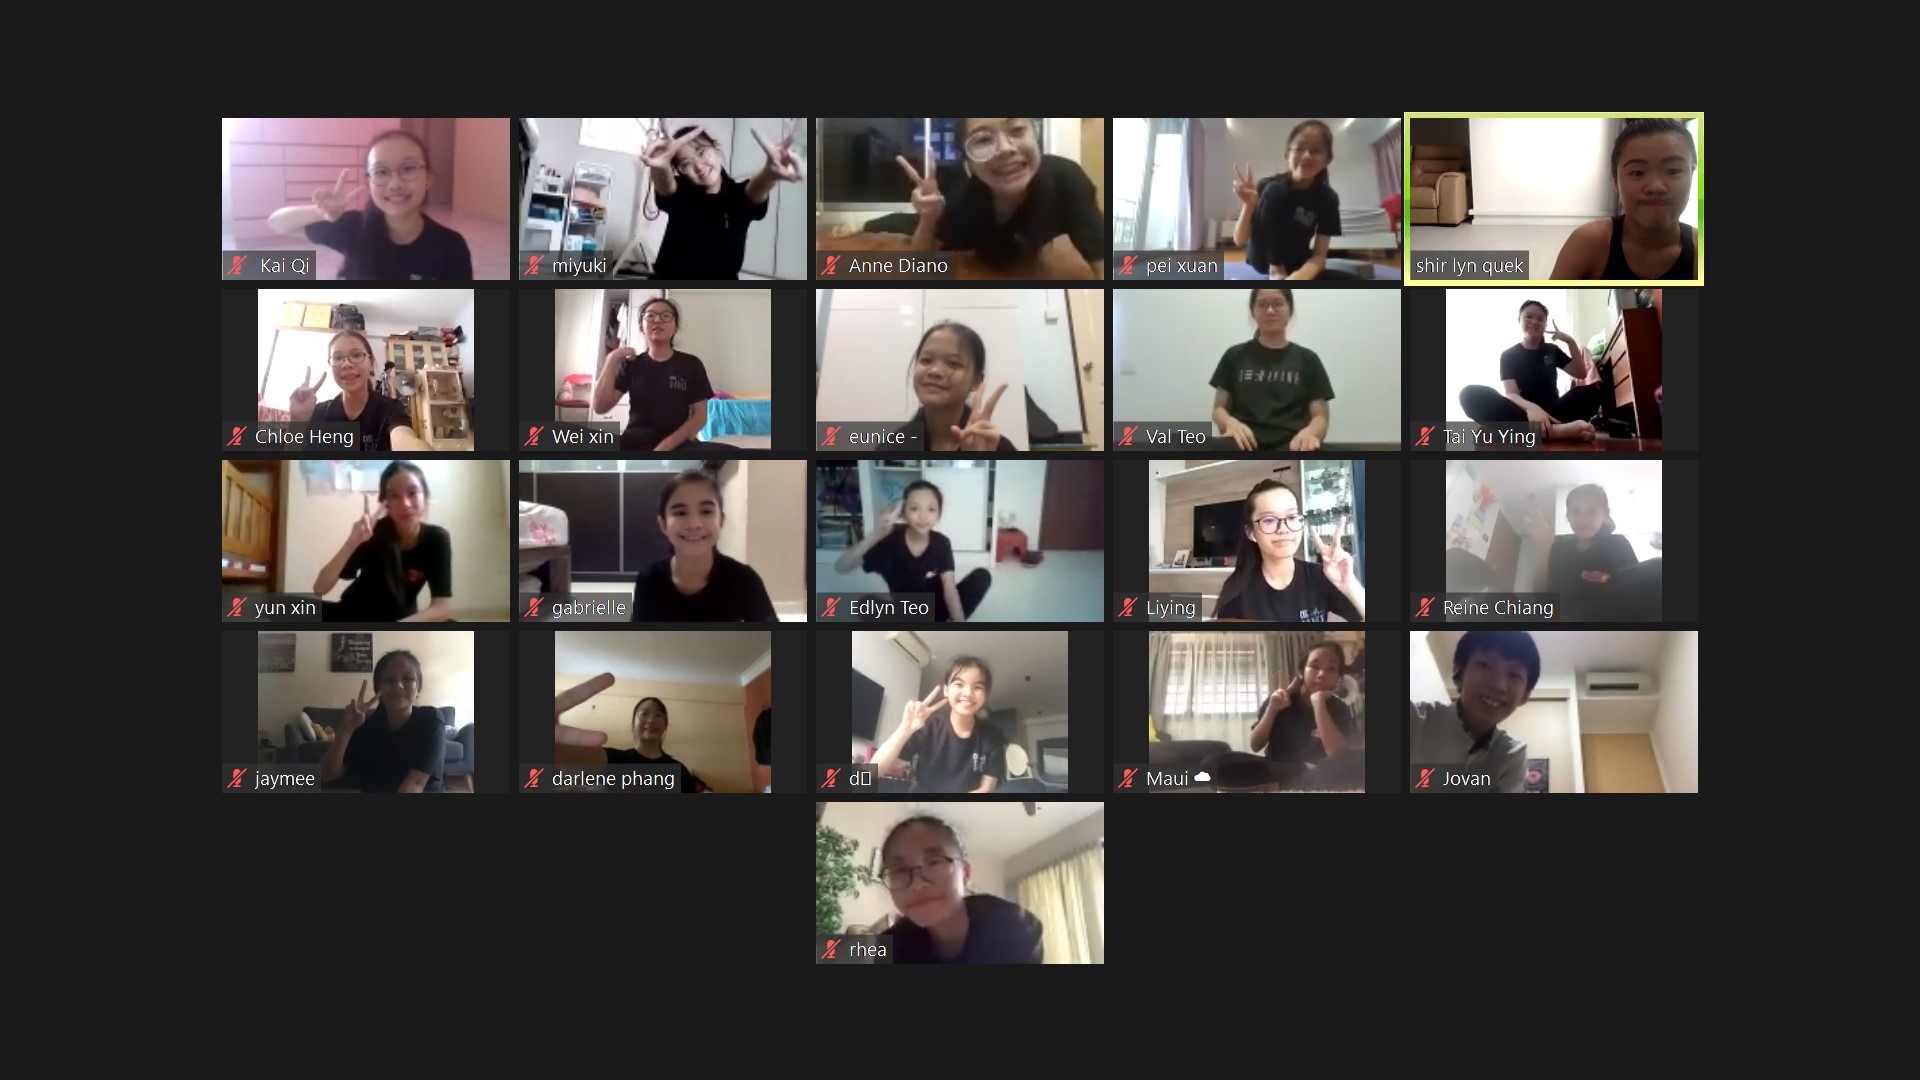 Kai Qi
miyuki
Anne Diano
pei xuan
shir lyn quek
Chloe Heng
Wei xin
eunice -
Val Teo
Tai Yu Ying
yun xin
gabrielle
Edlyn Teo
Liying
Reine Chiang
jaymee
darlene phang
d
Maui ☁
Jovan
rhea